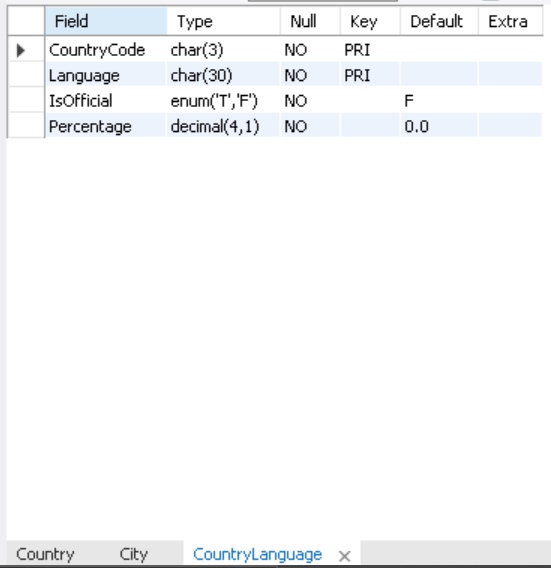 Field Type Null Key Default Extra
CountryCode char(3) NO PRI
Language char(30) NO PRI
IsOfficial enum('T','F') NO F
Percentage decimal(4,1) NO 0.0
Country City CountryLanguage ×